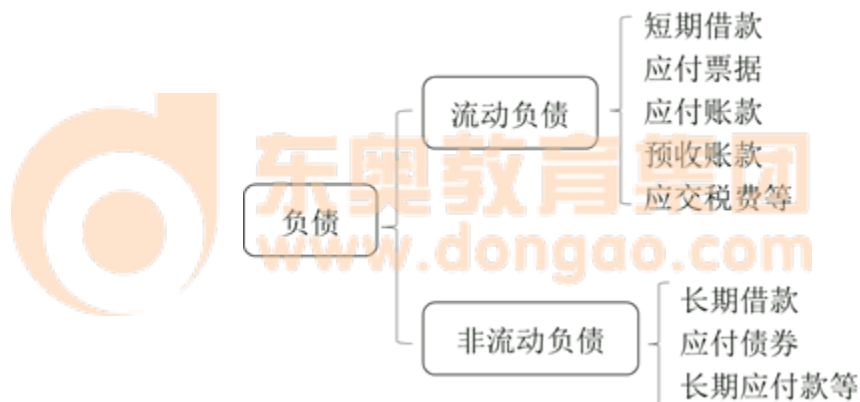 短期借款
应付票据
流动负债
应付账款
预收账款
应交税费等
负债
东奥教育集团
www.dongao.com
长期借款
非流动负债
应付债券
长期应付款等